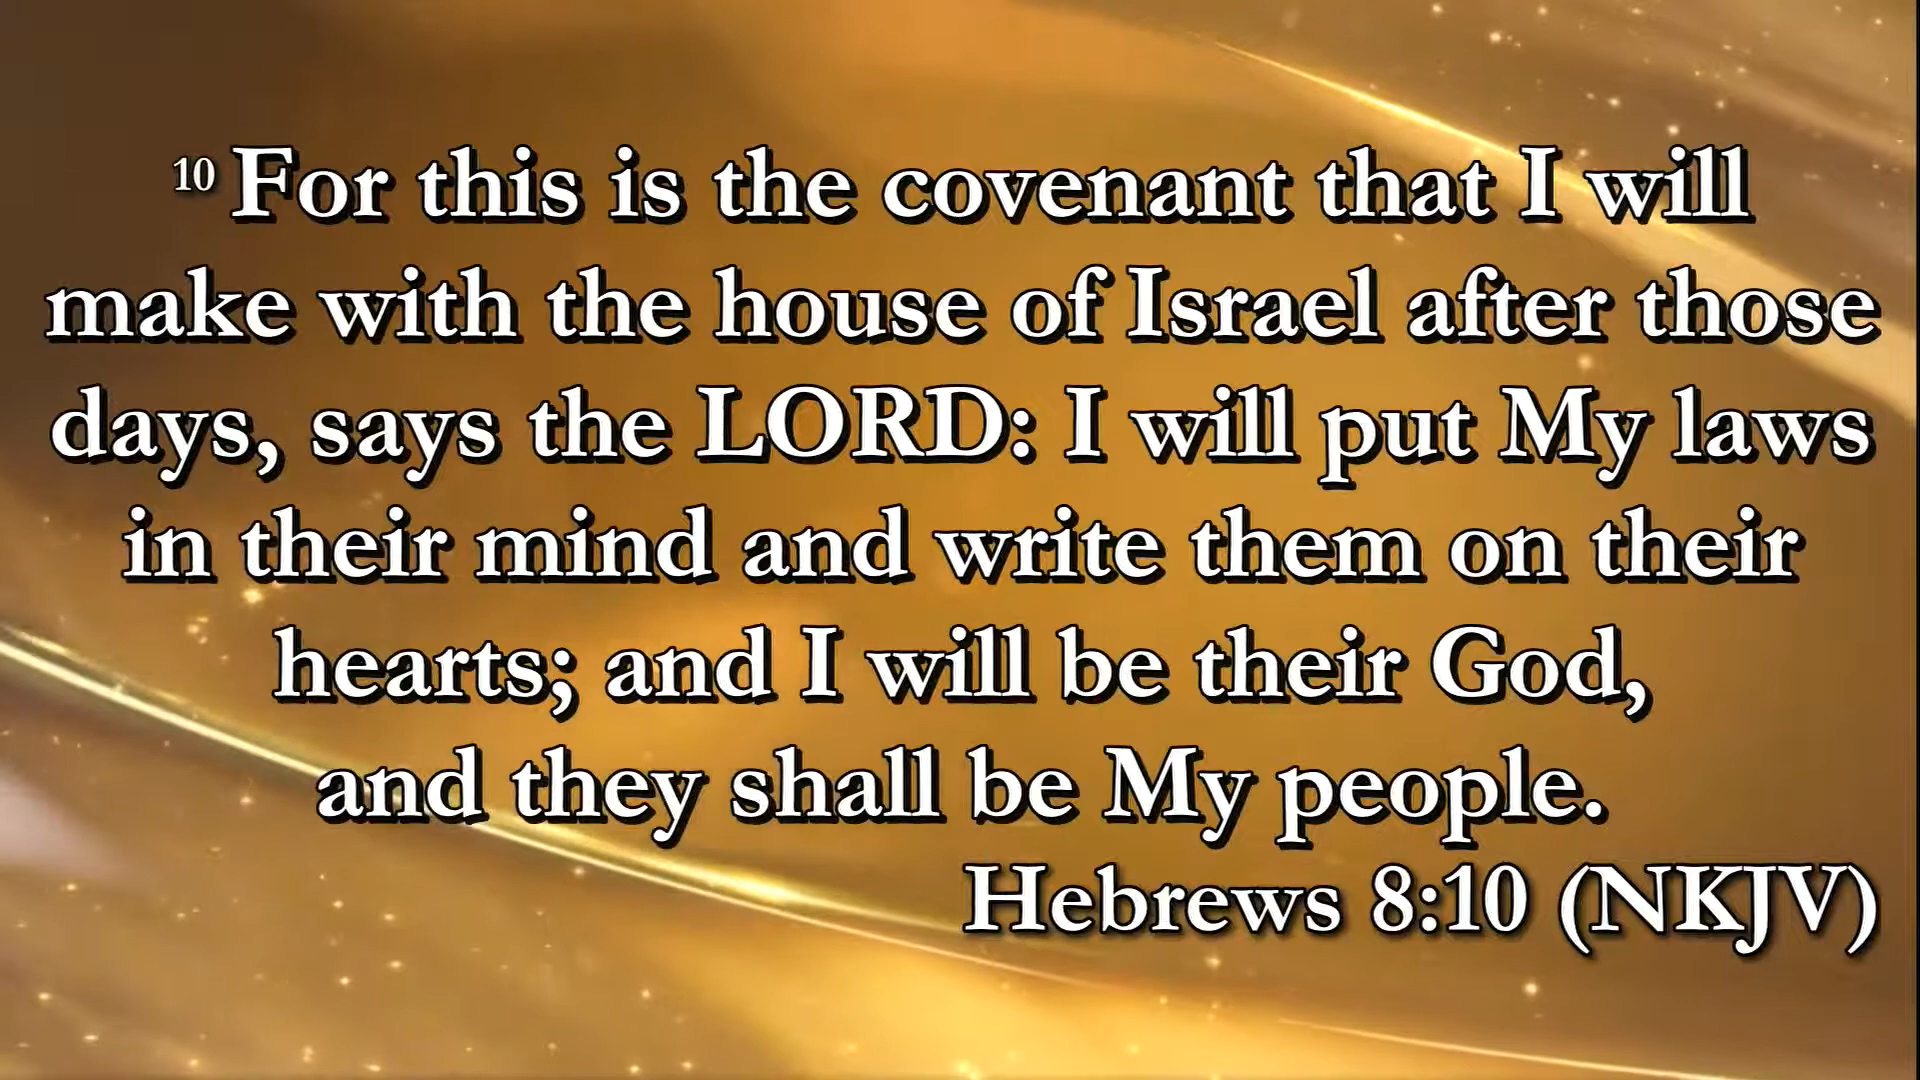 10 For this is the covenant that I will
make with the house of Israel after those
days, says the LORD: I will put My laws
in their mind and write them on their
hearts; and I will be their God,
and they shall be My people.
Hebrews 8:10 (NKJV)